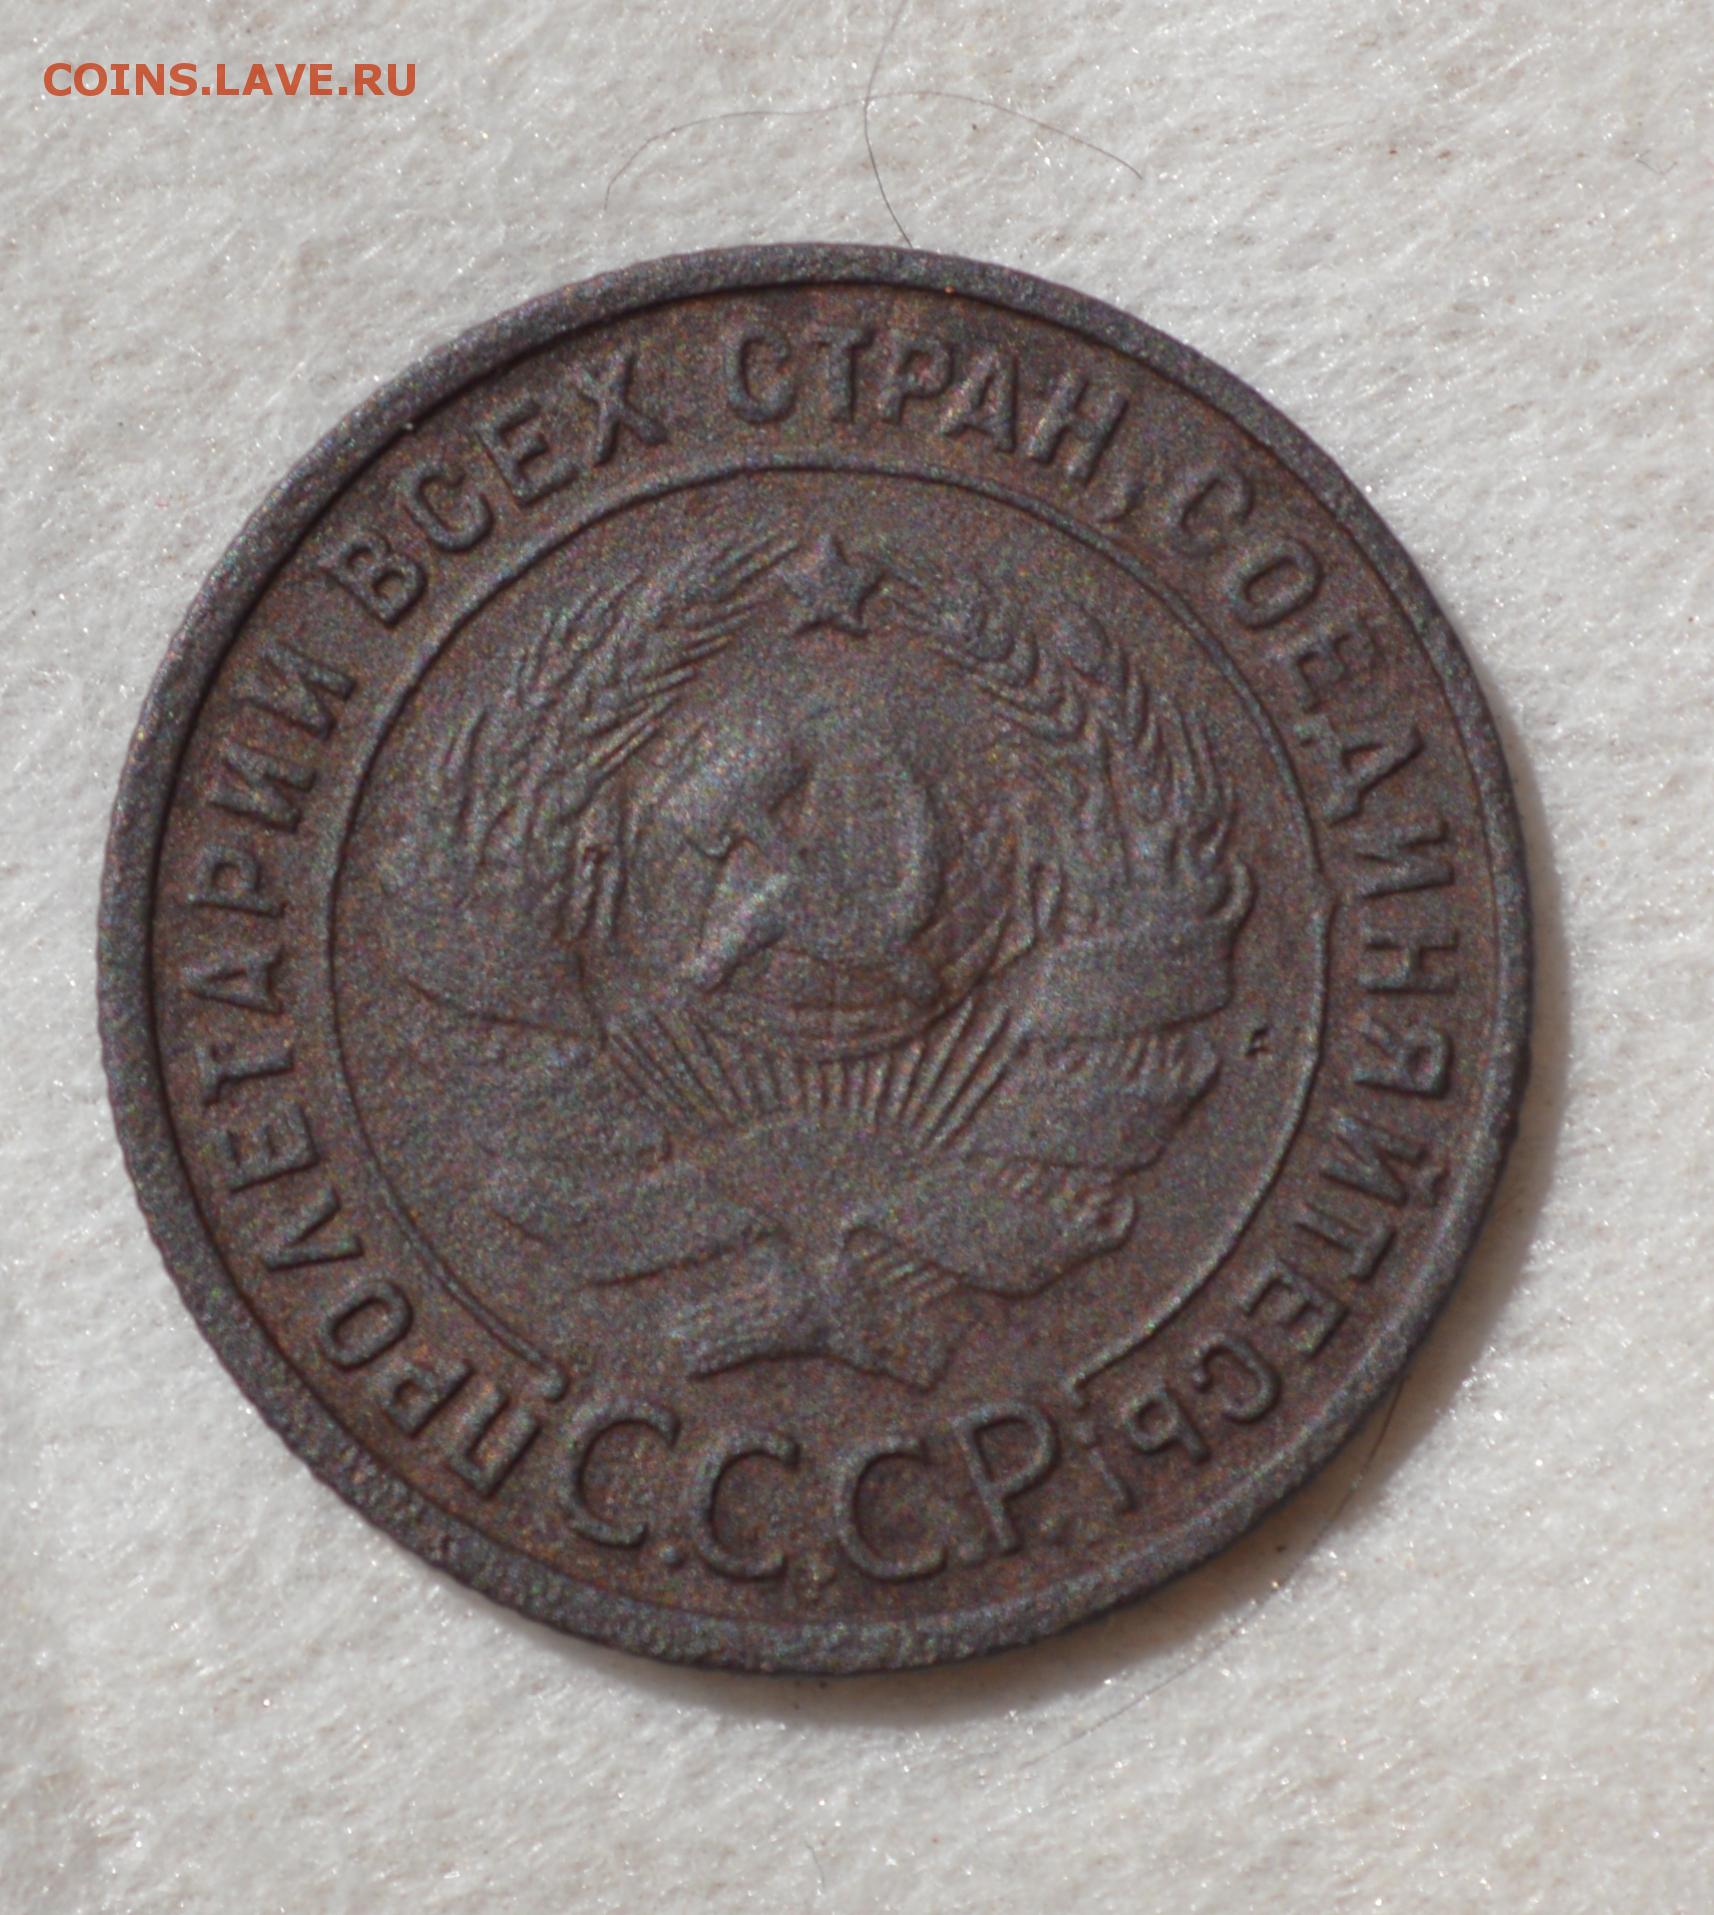 COINS.LAVE.RU
ПРОЛЕТАРИИ ВСЕХ СТРАН, СОЕДИНЯЙТЕСЬ!
С.С.С.Р.